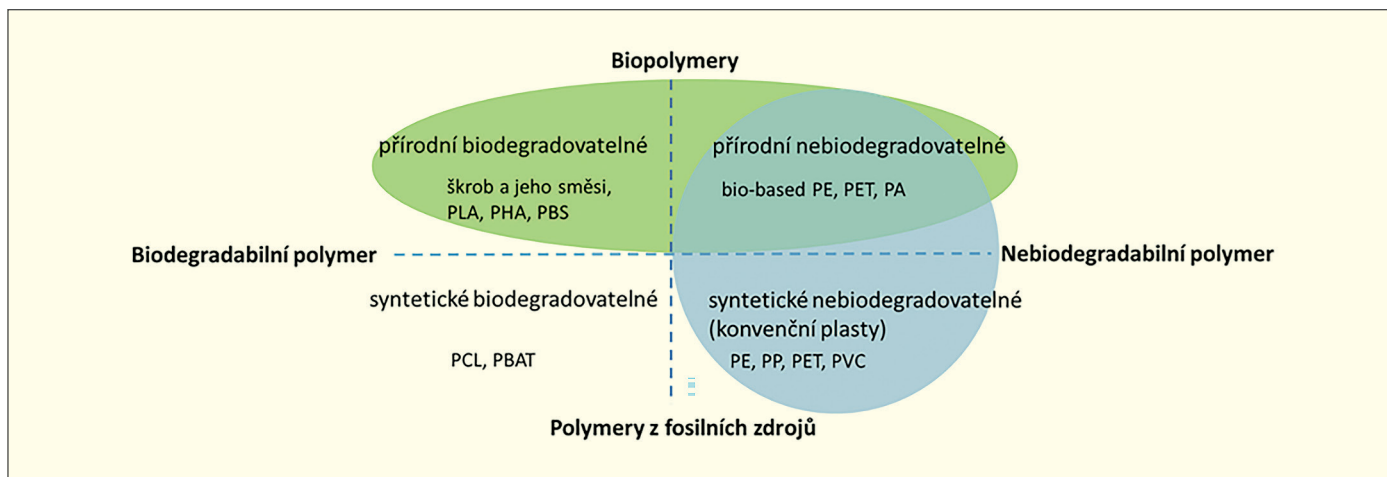 Biopolymery
přírodní biodegradovatelné
přírodní nebiodegradovatelné
škrob a jeho směsi,
PLA, PHA, PBS
bio-based PE, PET, PA
Biodegradabilní polymer
Nebiodegradabilní polymer
syntetické biodegradovatelné
syntetické nebiodegradovatelné
(konvenční plasty)
PCL, PBAT
PE, PP, PET, PVC
Polymery z fosilních zdrojů